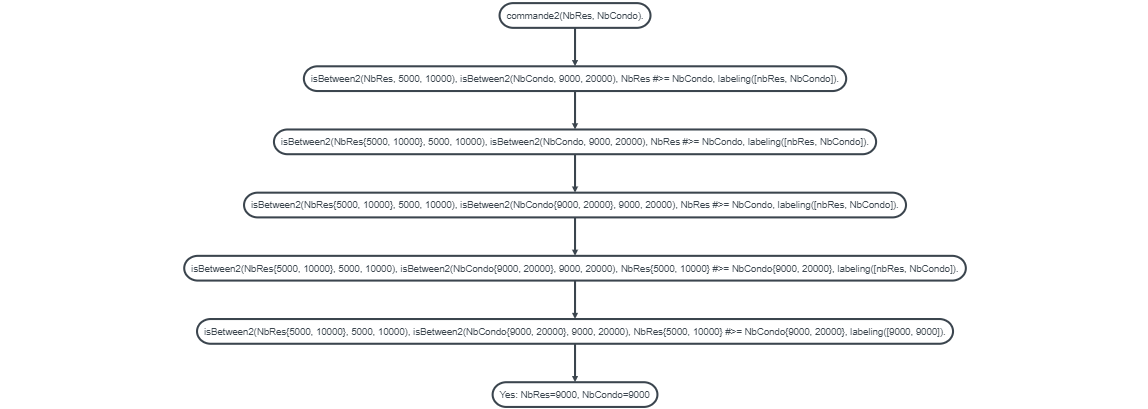 commande2(NbRes, NbCondo).
isBetween2(NbRes, 5000, 10000), isBetween2(NbCondo, 9000, 20000), NbRes #>= NbCondo, labeling([nbRes, NbCondo]).
isBetween2(NbRes{5000, 10000}, 5000, 10000), isBetween2(NbCondo, 9000, 20000), NbRes #>= NbCondo, labeling([nbRes, NbCondo]).
isBetween2(NbRes{5000, 10000}, 5000, 10000), isBetween2(NbCondo{9000, 20000}, 9000, 20000), NbRes #>= NbCondo, labeling([nbRes, NbCondo]).
isBetween2(NbRes{5000, 10000}, 5000, 10000), isBetween2(NbCondo{9000, 20000}, 9000, 20000), NbRes{5000, 10000} #>= NbCondo{9000, 20000}, labeling([nbRes, NbCondo]).
isBetween2(NbRes{5000, 10000}, 5000, 10000), isBetween2(NbCondo{9000, 20000}, 9000, 20000), NbRes{5000, 10000} #>= NbCondo{9000, 20000}, labeling([9000, 9000]).
Yes: NbRes=9000, NbCondo=9000